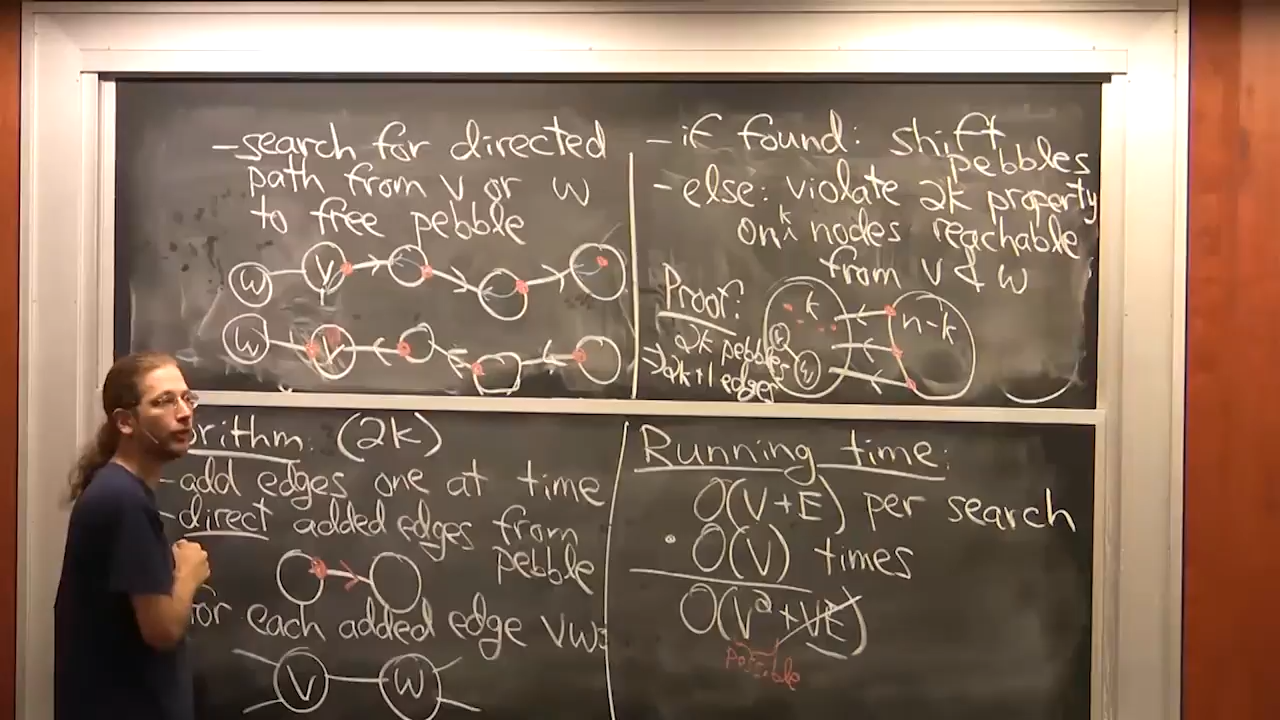 -search for directed
path from v or w
to free pebble
w v
w v
- if found: shift
pebbles
- else: violate 2k property
on k nodes reachable
from v & w
Proof:
2k pebbles
⇒2k+1 edges
k
n-k
v
w
rithm: (2k)
-add edges one at time
-direct added edges from
pebble
for each added edge vw:
v w
Running time:
O(V+E) per search
· O(V) times
O(V²+VE)
possible